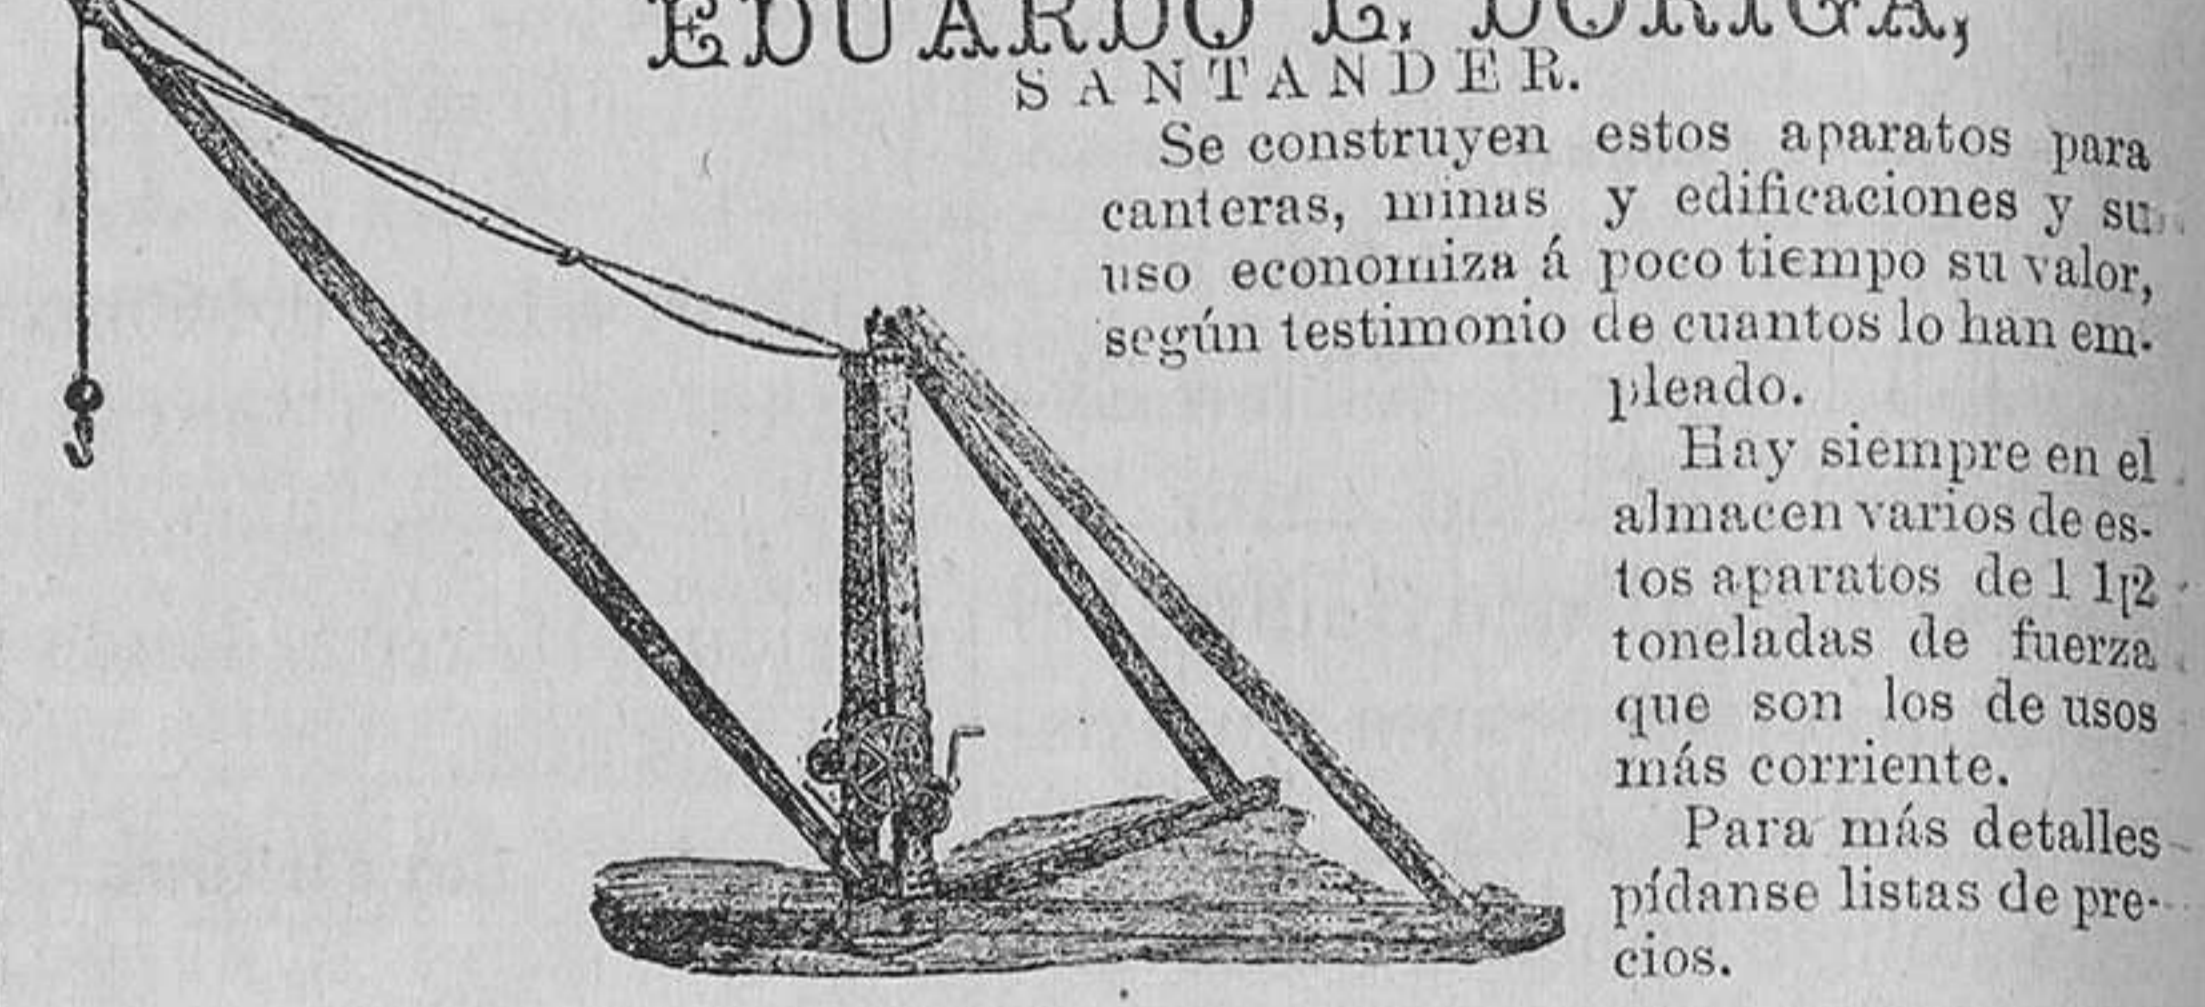 EDUARDO L. DORIGA,
SANTANDER.
Se construyen estos aparatos para
canteras, minas y edificaciones y su
uso economiza á poco tiempo su valor,
según testimonio de cuantos lo han em-
pleado.
Hay siempre en el
almacen varios de es-
tos aparatos de 1 1[2
toneladas de fuerza
que son los de usos
más corriente.
Para más detalles
pídanse listas de pre-
cios.